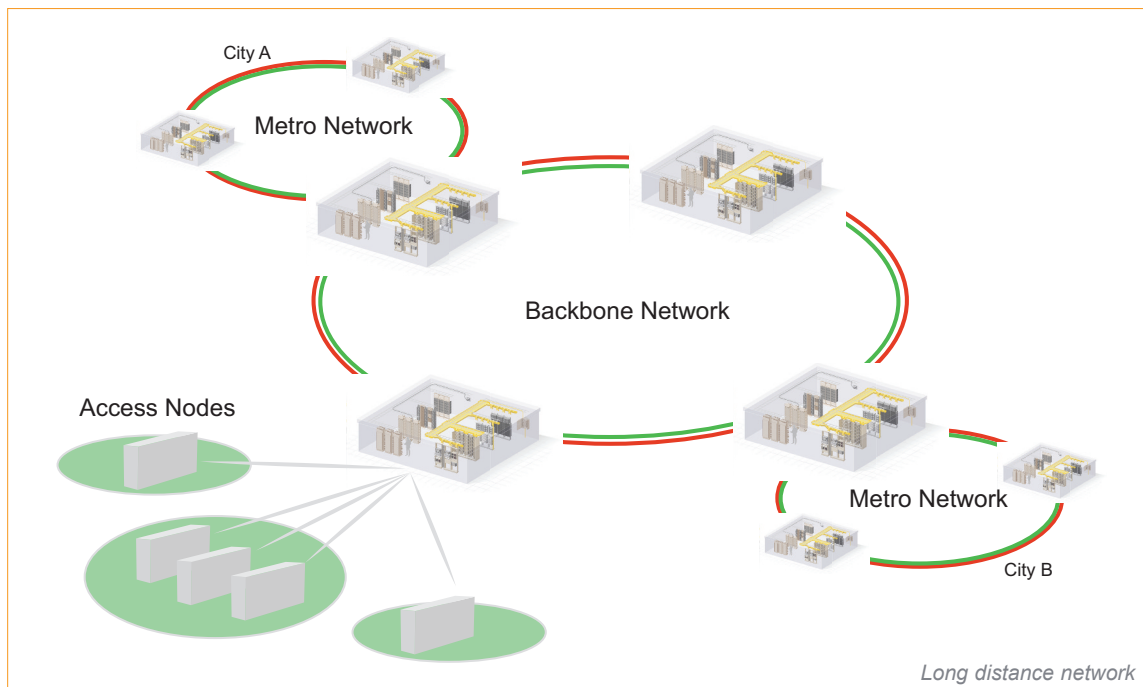 City A
Metro Network
Backbone Network
Access Nodes
Metro Network
City B
Long distance network